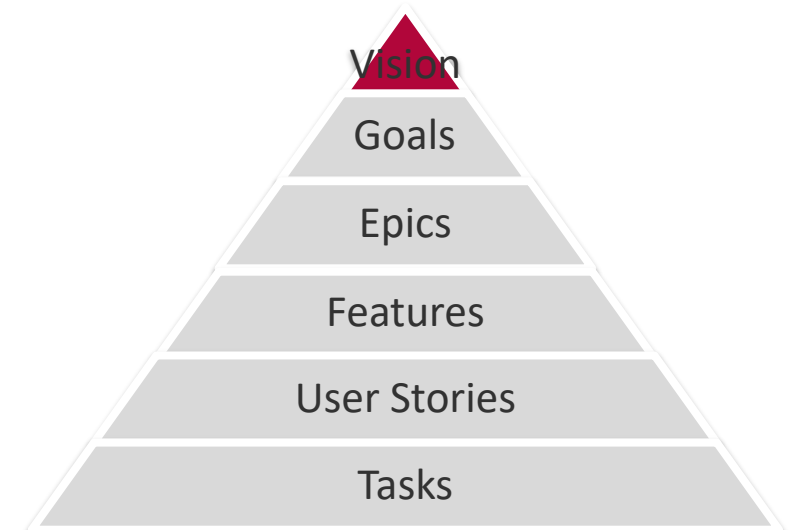 Vision
Goals
Epics
Features
User Stories
Tasks